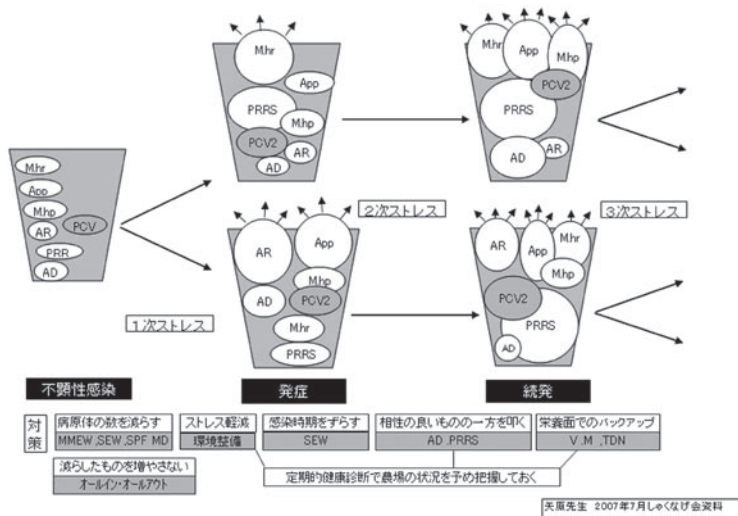 M.hr
App
M.hp
AR
PCV
PRR
AD
1次ストレス
M.hr
App
PRRS
M.hp
PCV2
AR
AD
AR
App
M.hp
AD
PCV2
M.hr
PRRS
2次ストレス
M.hr
App
M.hp
PCV2
PRRS
AD
AR
AR
App
M.hr
M.hp
PCV2
PRRS
AD
3次ストレス
不顕性感染
発症
続発
対策
病原体の数を減らす
MMEW,SEW,SPF MD
ストレス軽減
環境整備
感染時期をずらす
SEW
相性の良いものの一方を叩く
AD,PRRS
栄養面でのバックアップ
V.M ,TDN
減らしたものを増やさない
オールイン・オールアウト
定期的健康診断で農場の状況を予め把握しておく
矢原先生 2007年7月しゃくなげ会資料